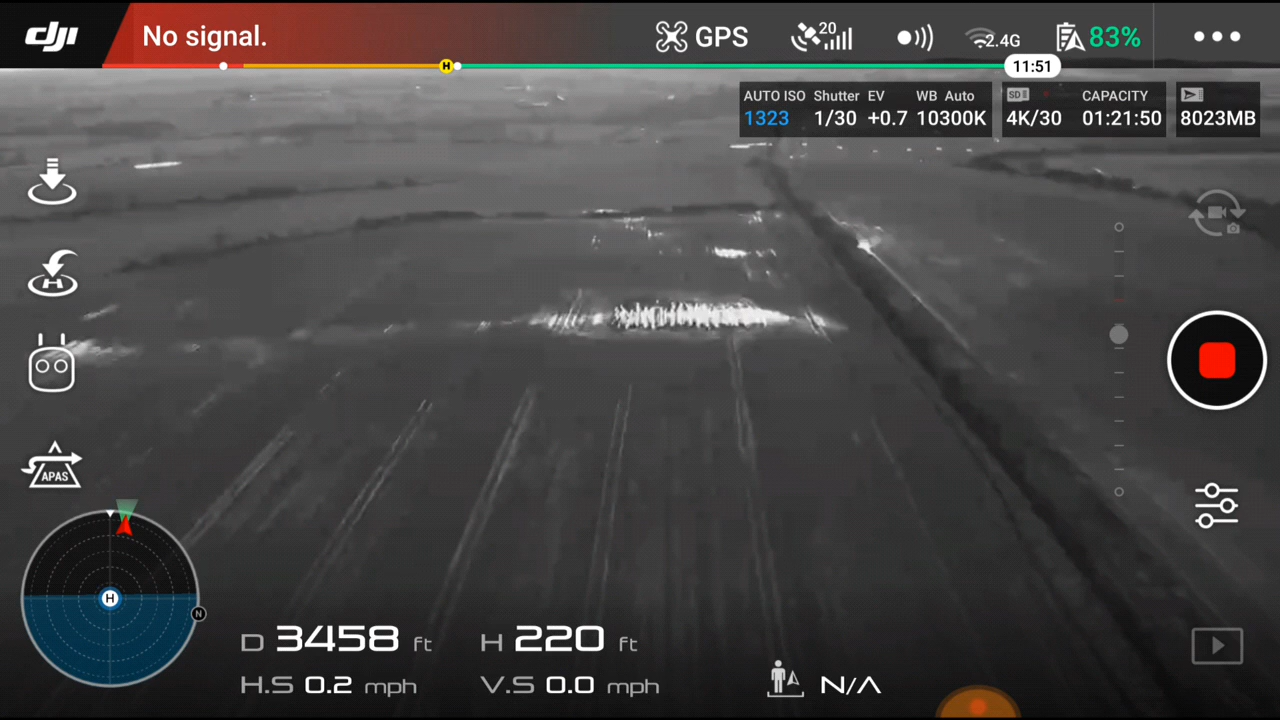 dji No signal. GPS 20 2.4G 83%
H 11:51
AUTO ISO Shutter EV WB Auto SD CAPACITY
1323 1/30 +0.7 10300K 4K/30 01:21:50 8023MB
H
APAS
H
N
D 3458 ft H 220 ft
H.S 0.2 mph V.S 0.0 mph N/A